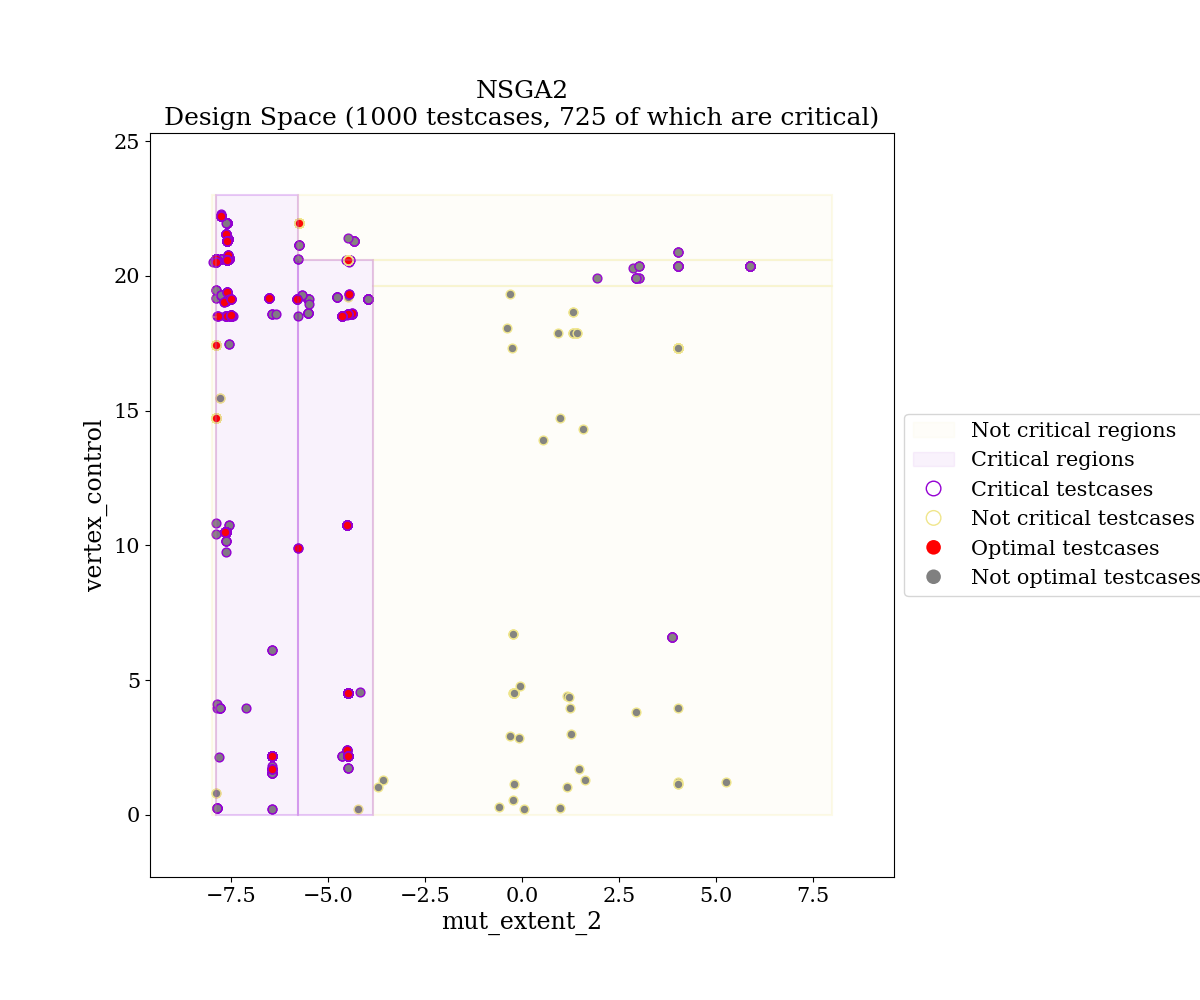 NSGA2
Design Space (1000 testcases, 725 of which are critical)
25
20
15
10
5
0
vertex_control
−7.5
−5.0
−2.5
0.0
2.5
5.0
7.5
mut_extent_2
Not critical regions
Critical regions
Critical testcases
Not critical testcases
Optimal testcases
Not optimal testcases